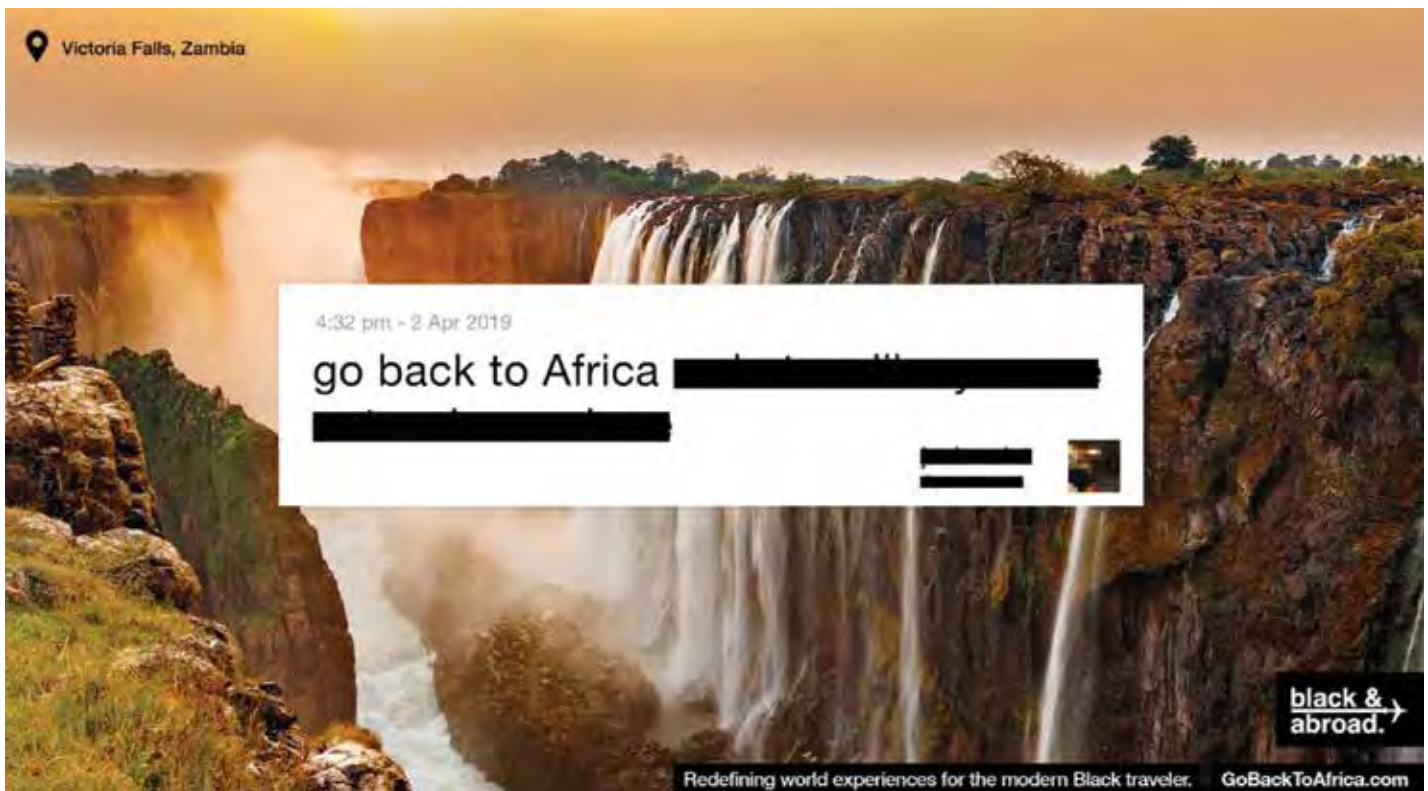 Victoria Falls, Zambia
4:32 pm - 2 Apr 2019
go back to Africa
black &
abroad.
Redefining world experiences for the modern Black traveler. GoBackToAfrica.com